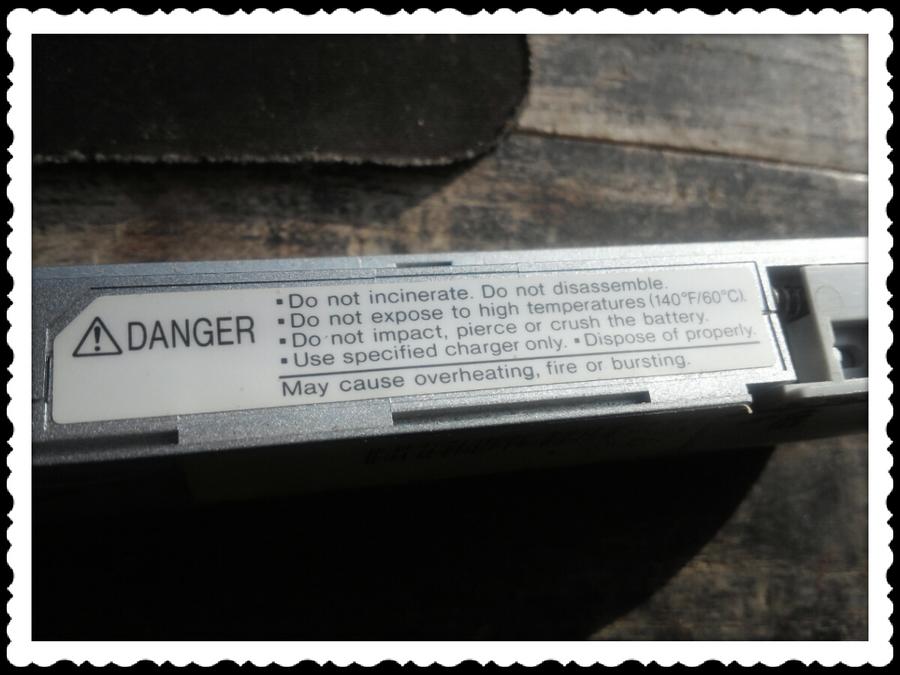 DANGER
▪Do not incinerate. Do not disassemble.
▪Do not expose to high temperatures (140°F/60°C).
▪Do not impact, pierce or crush the battery.
▪Use specified charger only. ▪Dispose of properly.
May cause overheating, fire or bursting.